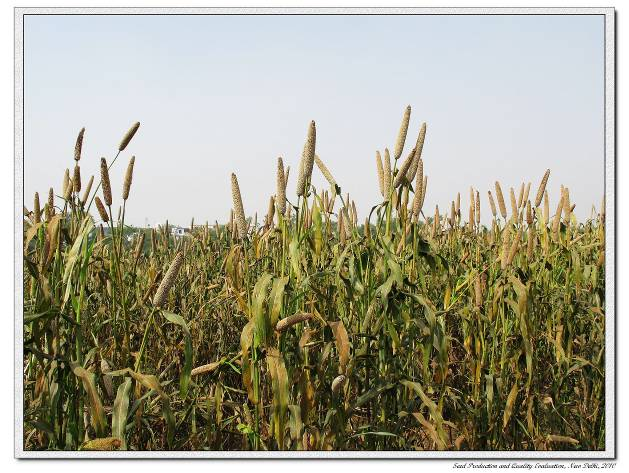 Seed Production and Quality Evaluation, New Delhi, 2010